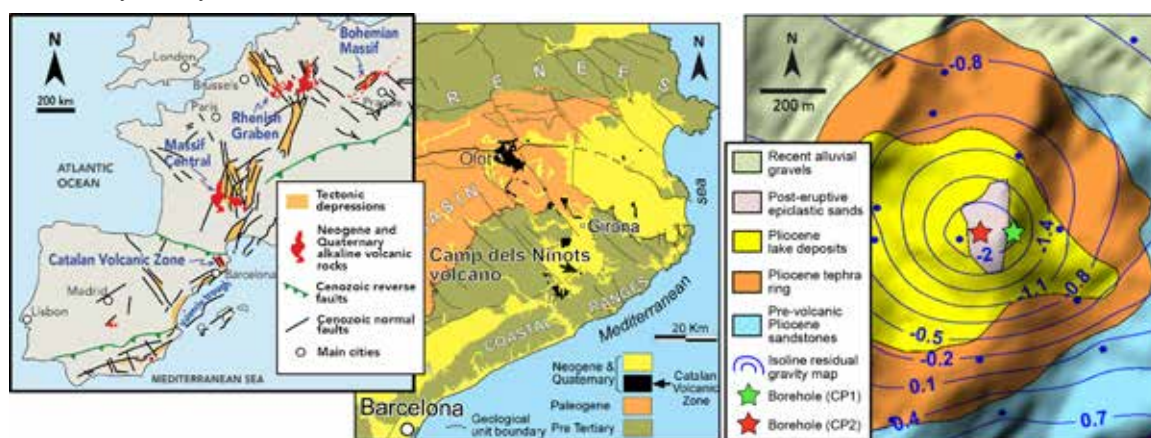 N
200 km
London
Brussels
Paris
Bohemian
Massif
Prague
Rhenish
Graben
Massif
Central
ATLANTIC
OCEAN
Catalan Volcanic Zone
Barcelona
Madrid
Lisbon
Valencia trough
MEDITERRANEAN SEA
Tectonic
depressions
Neogene and
Quaternary
alkaline volcanic
rocks
Cenozoic reverse
faults
Cenozoic normal
faults
Main cities
N
RENEES
Olot
ASIN
Girona
sea
Camp dels Ninots
volcano
COASTAL RANGES
Mediterranean
20 Km
Barcelona
Neogene &
Quaternary
Catalan
Volcanic
Zone
Paleogene
Pre Tertiary
Geological
unit boundary
N
200 m
Recent alluvial
gravels
Post-eruptive
epiclastic sands
Pliocene
lake deposits
Pliocene tephra
ring
Pre-volcanic
Pliocene
sandstones
Isoline residual
gravity map
Borehole (CP1)
Borehole (CP2)
-0.8
-1.4
-2
-1.1
-0.8
-0.5
-0.2
0.1
0.4
0.7